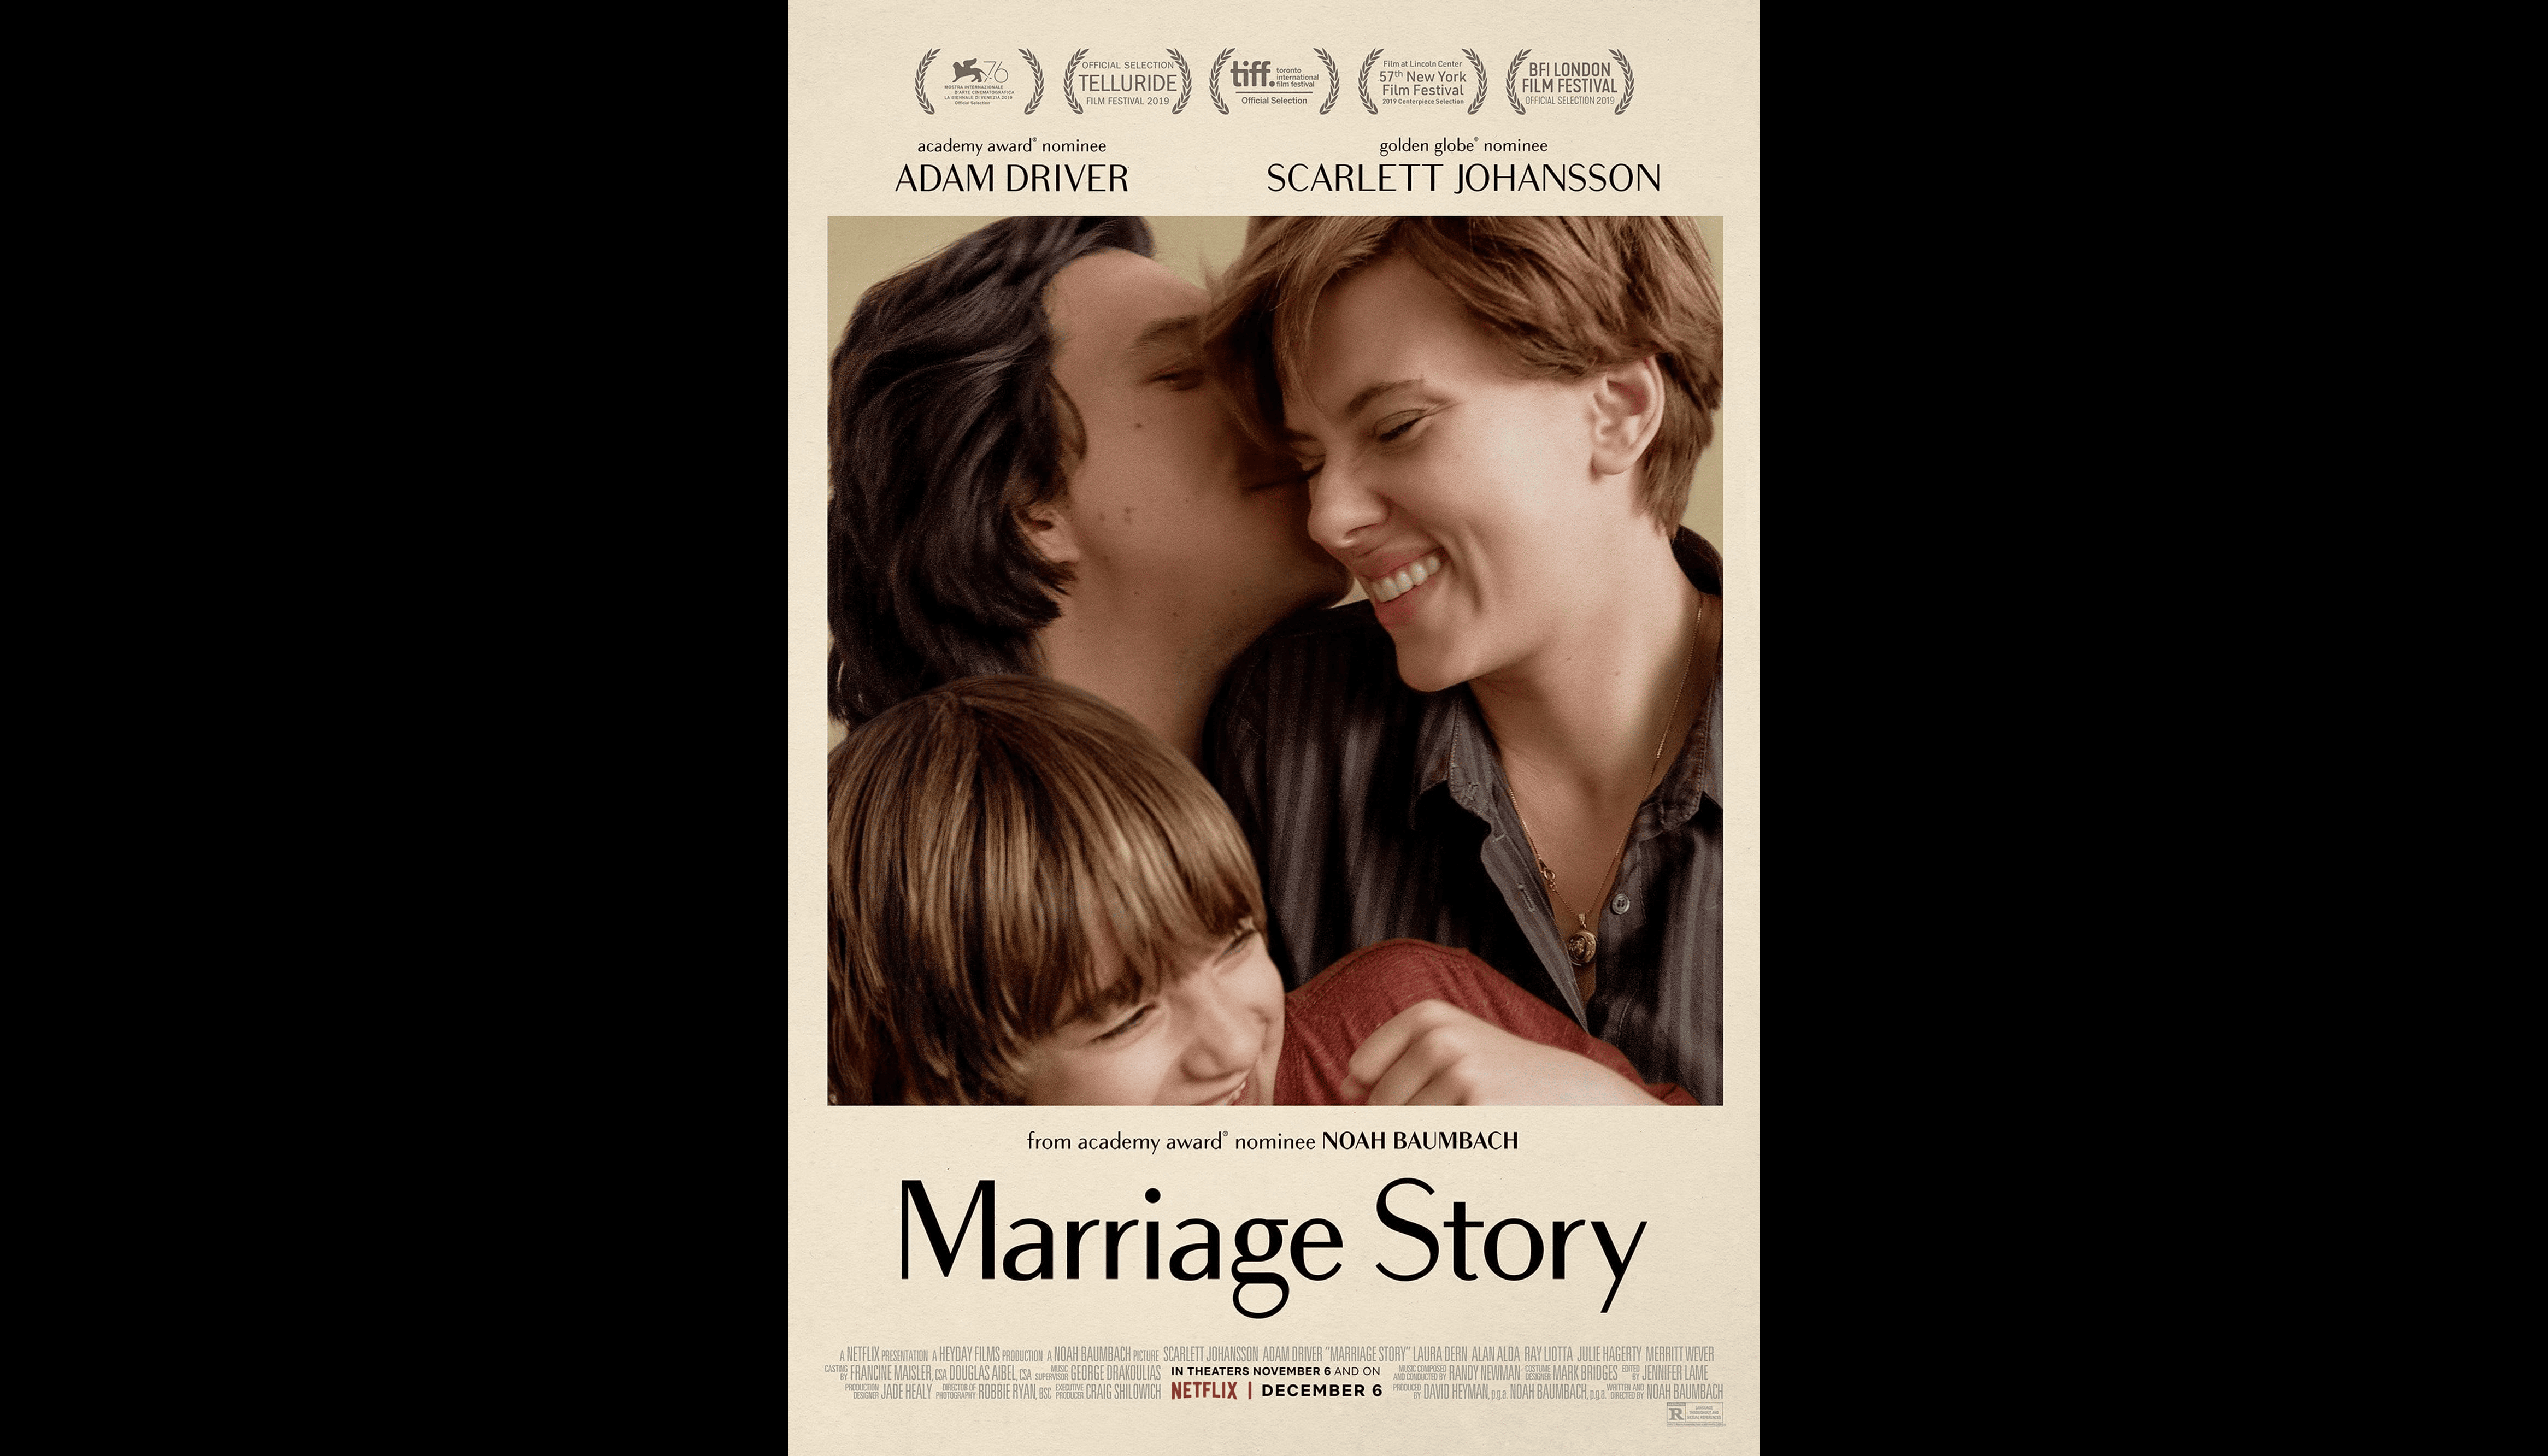 76
MOSTRA INTERNAZIONALE
D'ARTE CINEMATOGRAFICA
LA BIENNALE DI VENEZIA 2019
Official Selection
OFFICIAL SELECTION
TELLURIDE
FILM FESTIVAL 2019
tiff. toronto
international
film festival
Official Selection
Film at Lincoln Center
57th New York
Film Festival
2019 Centerpiece Selection
BFI LONDON
FILM FESTIVAL
OFFICIAL SELECTION 2019
academy award® nominee
ADAM DRIVER
golden globe® nominee
SCARLETT JOHANSSON
from academy award® nominee NOAH BAUMBACH
Marriage Story
A NETFLIX PRESENTATION A HEYDAY FILMS PRODUCTION A NOAH BAUMBACH PICTURE SCARLETT JOHANSSON ADAM DRIVER "MARRIAGE STORY" LAURA DERN ALAN ALDA RAY LIOTTA JULIE HAGERTY MERRITT WEVER
CASTING BY FRANCINE MAISLER, CSA DOUGLAS AIBEL, CSA MUSIC SUPERVISOR GEORGE DRAKOULIAS
IN THEATERS NOVEMBER 6 AND ON
MUSIC COMPOSED AND CONDUCTED BY RANDY NEWMAN COSTUME DESIGNER MARK BRIDGES EDITED BY JENNIFER LAME
PRODUCTION DESIGNER JADE HEALY DIRECTOR OF PHOTOGRAPHY ROBBIE RYAN, BSC EXECUTIVE PRODUCER CRAIG SHILOWICH
NETFLIX | DECEMBER 6
PRODUCED BY DAVID HEYMAN, p.g.a. NOAH BAUMBACH, p.g.a. WRITTEN AND DIRECTED BY NOAH BAUMBACH
R
LANGUAGE
THROUGHOUT AND
SEXUAL REFERENCES